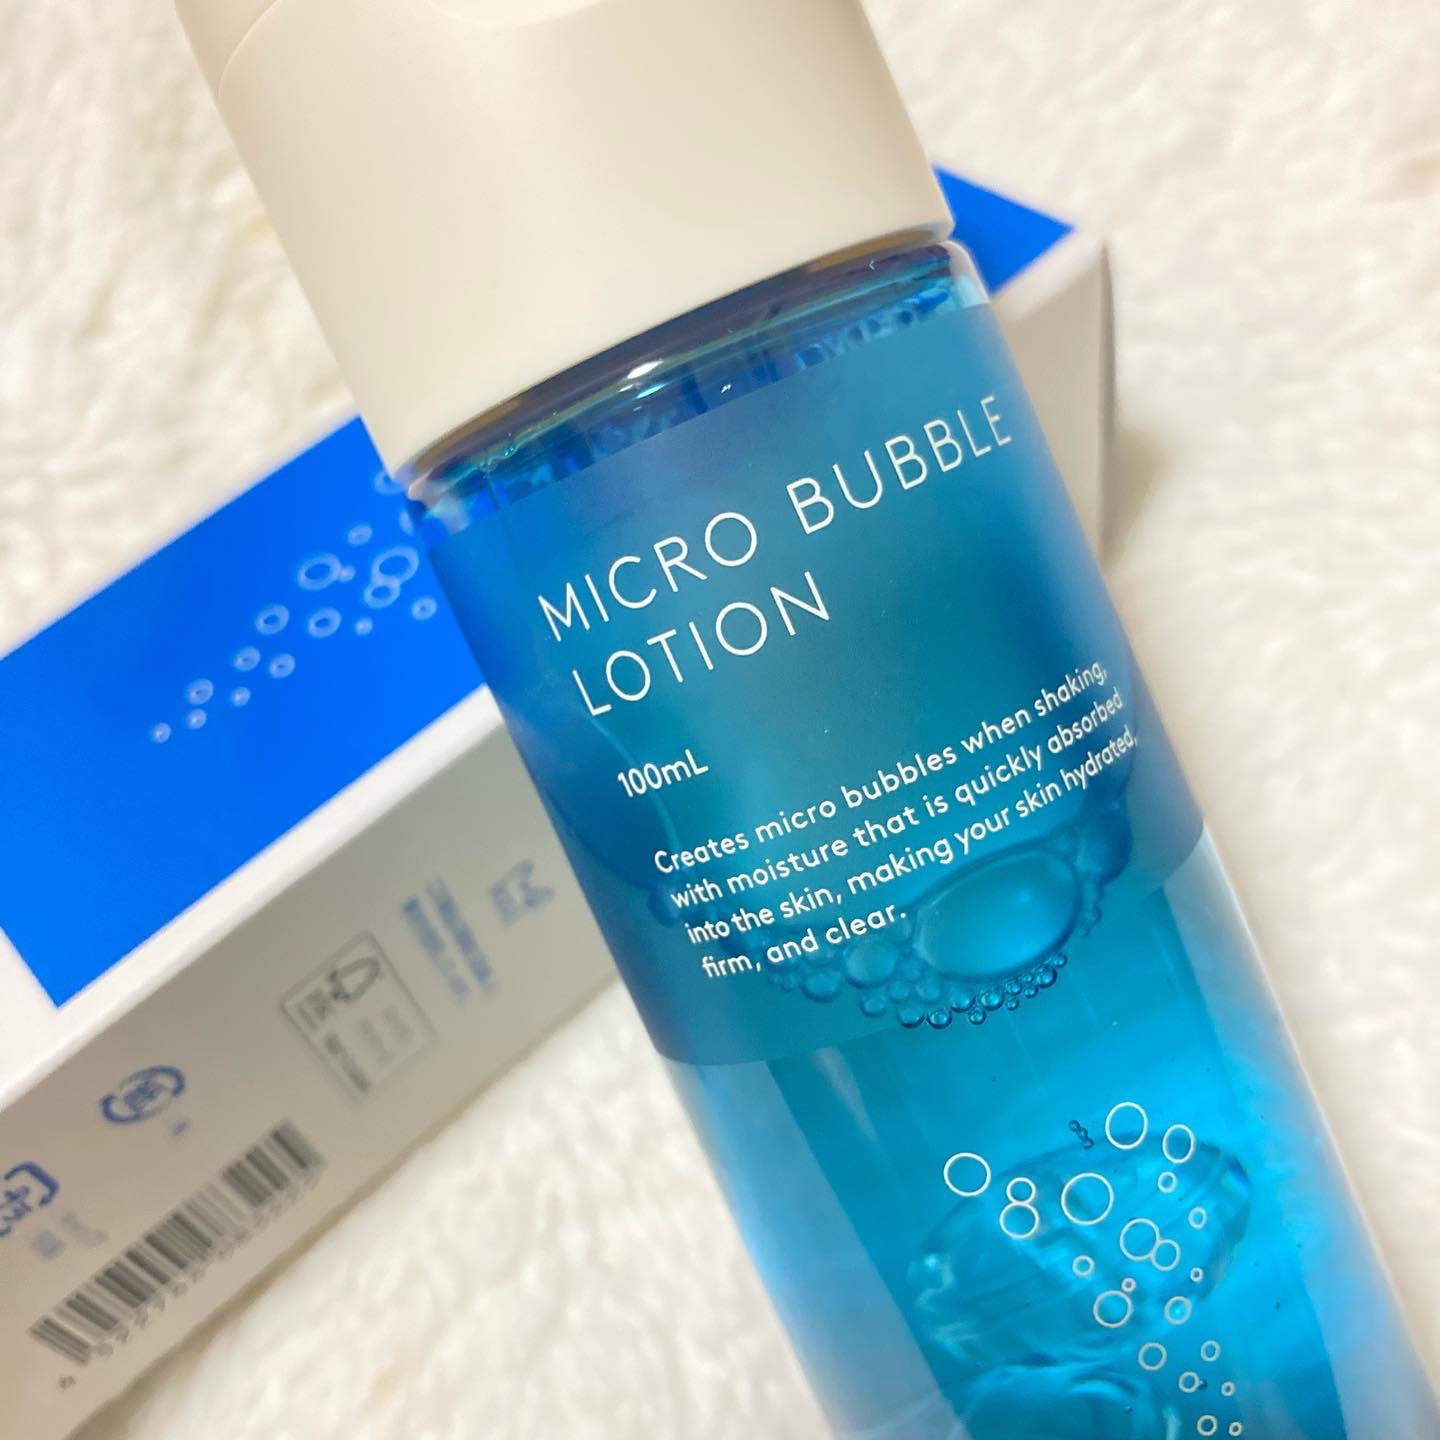 MICRO BUBBLE
LOTION
100mL
Creates micro bubbles when shaking,
with moisture that is quickly absorbed
into the skin, making your skin hydrated,
firm, and clear.